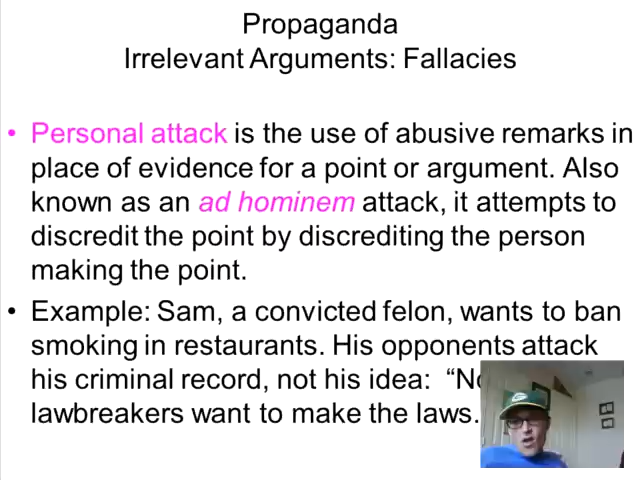 Propaganda
Irrelevant Arguments: Fallacies
• Personal attack is the use of abusive remarks in
place of evidence for a point or argument. Also
known as an ad hominem attack, it attempts to
discredit the point by discrediting the person
making the point.
• Example: Sam, a convicted felon, wants to ban
smoking in restaurants. His opponents attack
his criminal record, not his idea: “
lawbreakers want to make the laws.